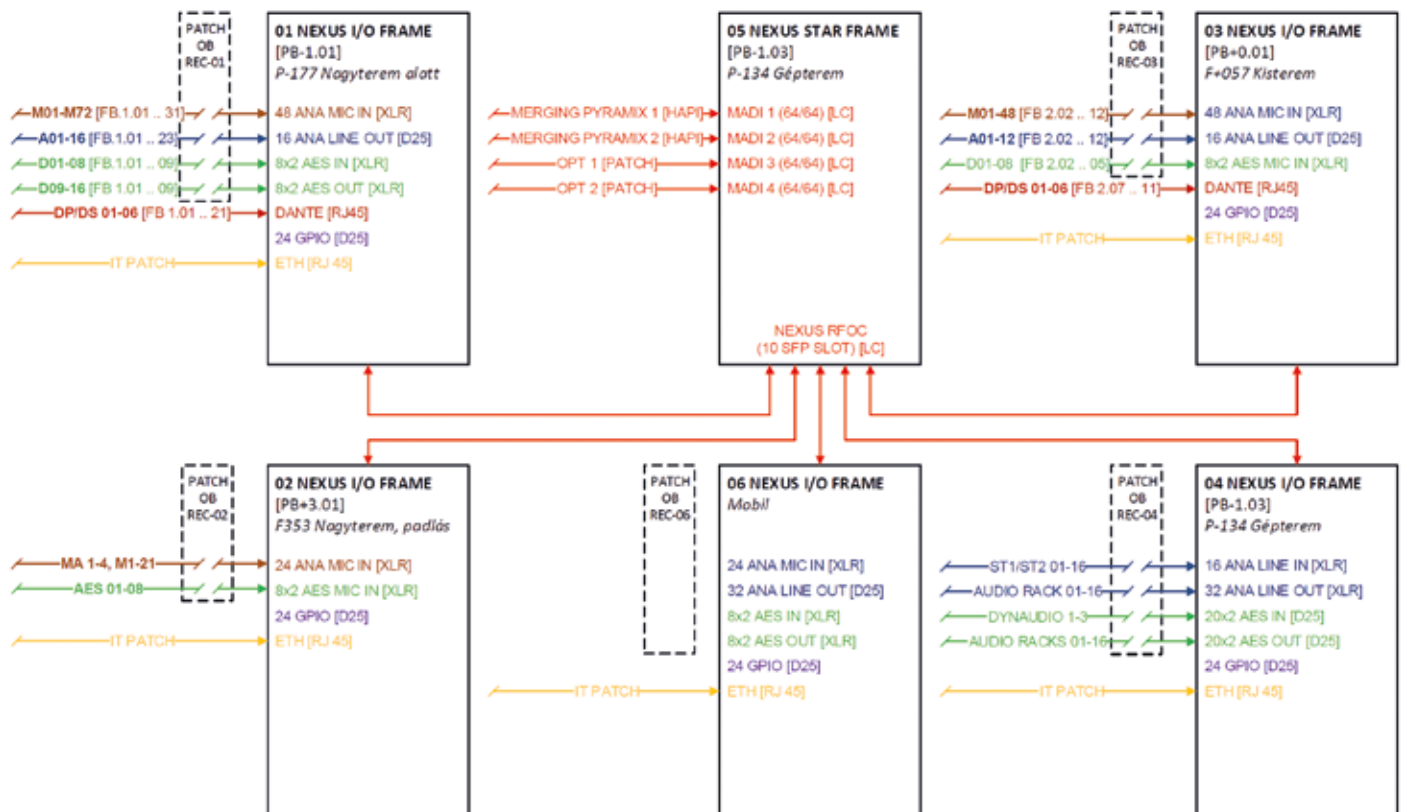 PATCH
OB
REC-01
01 NEXUS I/O FRAME
[PB-1.01]
P-177 Nagyterem alatt
M01-M72 [FB.1.01 .. 31]
48 ANA MIC IN [XLR]
A01-16 [FB.1.01 .. 23]
16 ANA LINE OUT [D25]
D01-08 [FB.1.01 .. 09]
8x2 AES IN [XLR]
D09-16 [FB.1.01 .. 09]
8x2 AES OUT [XLR]
DP/DS 01-06 [FB 1.01 .. 21]
DANTE [RJ45]
24 GPIO [D25]
IT PATCH
ETH [RJ 45]
05 NEXUS STAR FRAME
[PB-1.03]
P-134 Gépterem
MERGING PYRAMIX 1 [HAPI]
MADI 1 (64/64) [LC]
MERGING PYRAMIX 2 [HAPI]
MADI 2 (64/64) [LC]
OPT 1 [PATCH]
MADI 3 (64/64) [LC]
OPT 2 [PATCH]
MADI 4 (64/64) [LC]
NEXUS RFOC
(10 SFP SLOT) [LC]
PATCH
OB
REC-03
03 NEXUS I/O FRAME
[PB+0.01]
F+057 Kisterem
M01-48 [FB 2.02 .. 12]
48 ANA MIC IN [XLR]
A01-12 [FB 2.02 .. 12]
16 ANA LINE OUT [D25]
D01-08 [FB 2.02 .. 05]
8x2 AES MIC IN [XLR]
DP/DS 01-06 [FB 2.07 .. 11]
DANTE [RJ45]
24 GPIO [D25]
IT PATCH
ETH [RJ 45]
PATCH
OB
REC-02
02 NEXUS I/O FRAME
[PB+3.01]
F353 Nagyterem, padlás
MA 1-4, M1-21
24 ANA MIC IN [XLR]
AES 01-08
8x2 AES MIC IN [XLR]
24 GPIO [D25]
IT PATCH
ETH [RJ 45]
PATCH
OB
REC-06
06 NEXUS I/O FRAME
Mobil
24 ANA MIC IN [XLR]
32 ANA LINE OUT [D25]
8x2 AES IN [XLR]
8x2 AES OUT [XLR]
24 GPIO [D25]
IT PATCH
ETH [RJ 45]
PATCH
OB
REC-04
04 NEXUS I/O FRAME
[PB-1.03]
P-134 Gépterem
ST1/ST2 01-16
16 ANA LINE IN [XLR]
AUDIO RACK 01-16
32 ANA LINE OUT [XLR]
DYNAUDIO 1-3
20x2 AES IN [D25]
AUDIO RACKS 01-16
20x2 AES OUT [D25]
24 GPIO [D25]
IT PATCH
ETH [RJ 45]